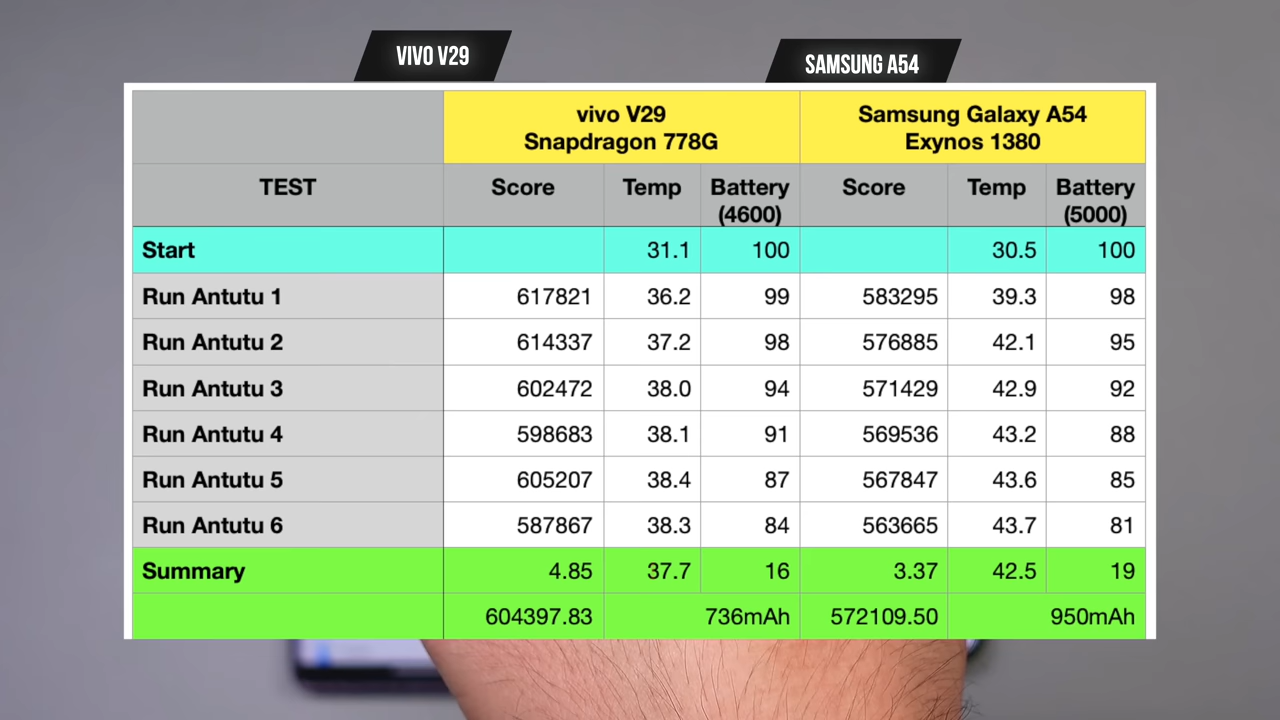 VIVO V29
SAMSUNG A54
vivo V29 Samsung Galaxy A54
Snapdragon 778G Exynos 1380
TEST Score Temp Battery Score Temp Battery
(4600) (5000)
Start 31.1 100 30.5 100
Run Antutu 1 617821 36.2 99 583295 39.3 98
Run Antutu 2 614337 37.2 98 576885 42.1 95
Run Antutu 3 602472 38.0 94 571429 42.9 92
Run Antutu 4 598683 38.1 91 569536 43.2 88
Run Antutu 5 605207 38.4 87 567847 43.6 85
Run Antutu 6 587867 38.3 84 563665 43.7 81
Summary 4.85 37.7 16 3.37 42.5 19
604397.83 736mAh 572109.50 950mAh